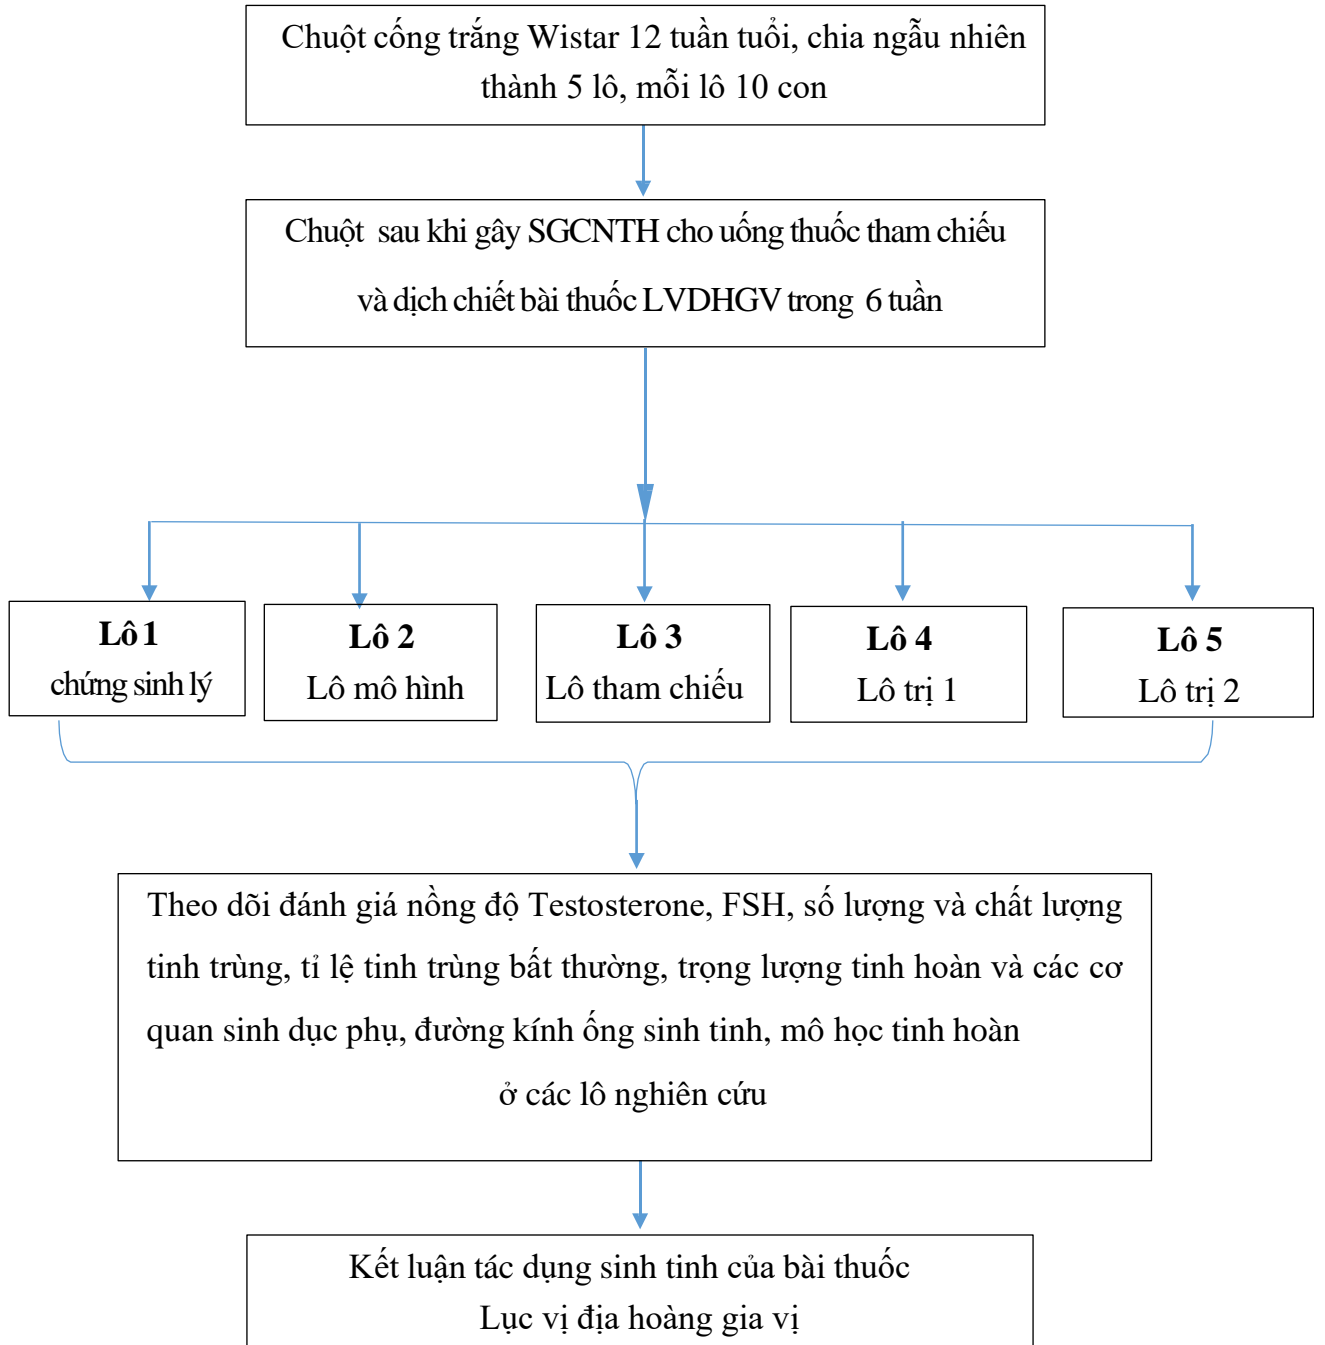 Chuột cống trắng Wistar 12 tuần tuổi, chia ngẫu nhiên
thành 5 lô, mỗi lô 10 con
Chuột sau khi gây SGCNTH cho uống thuốc tham chiếu
và dịch chiết bài thuốc LVDHGV trong 6 tuần
Lô 1
chứng sinh lý
Lô 2
Lô mô hình
Lô 3
Lô tham chiếu
Lô 4
Lô trị 1
Lô 5
Lô trị 2
Theo dõi đánh giá nồng độ Testosterone, FSH, số lượng và chất lượng
tinh trùng, tỉ lệ tinh trùng bất thường, trọng lượng tinh hoàn và các cơ
quan sinh dục phụ, đường kính ống sinh tinh, mô học tinh hoàn
ở các lô nghiên cứu
Kết luận tác dụng sinh tinh của bài thuốc
Lục vị địa hoàng gia vị